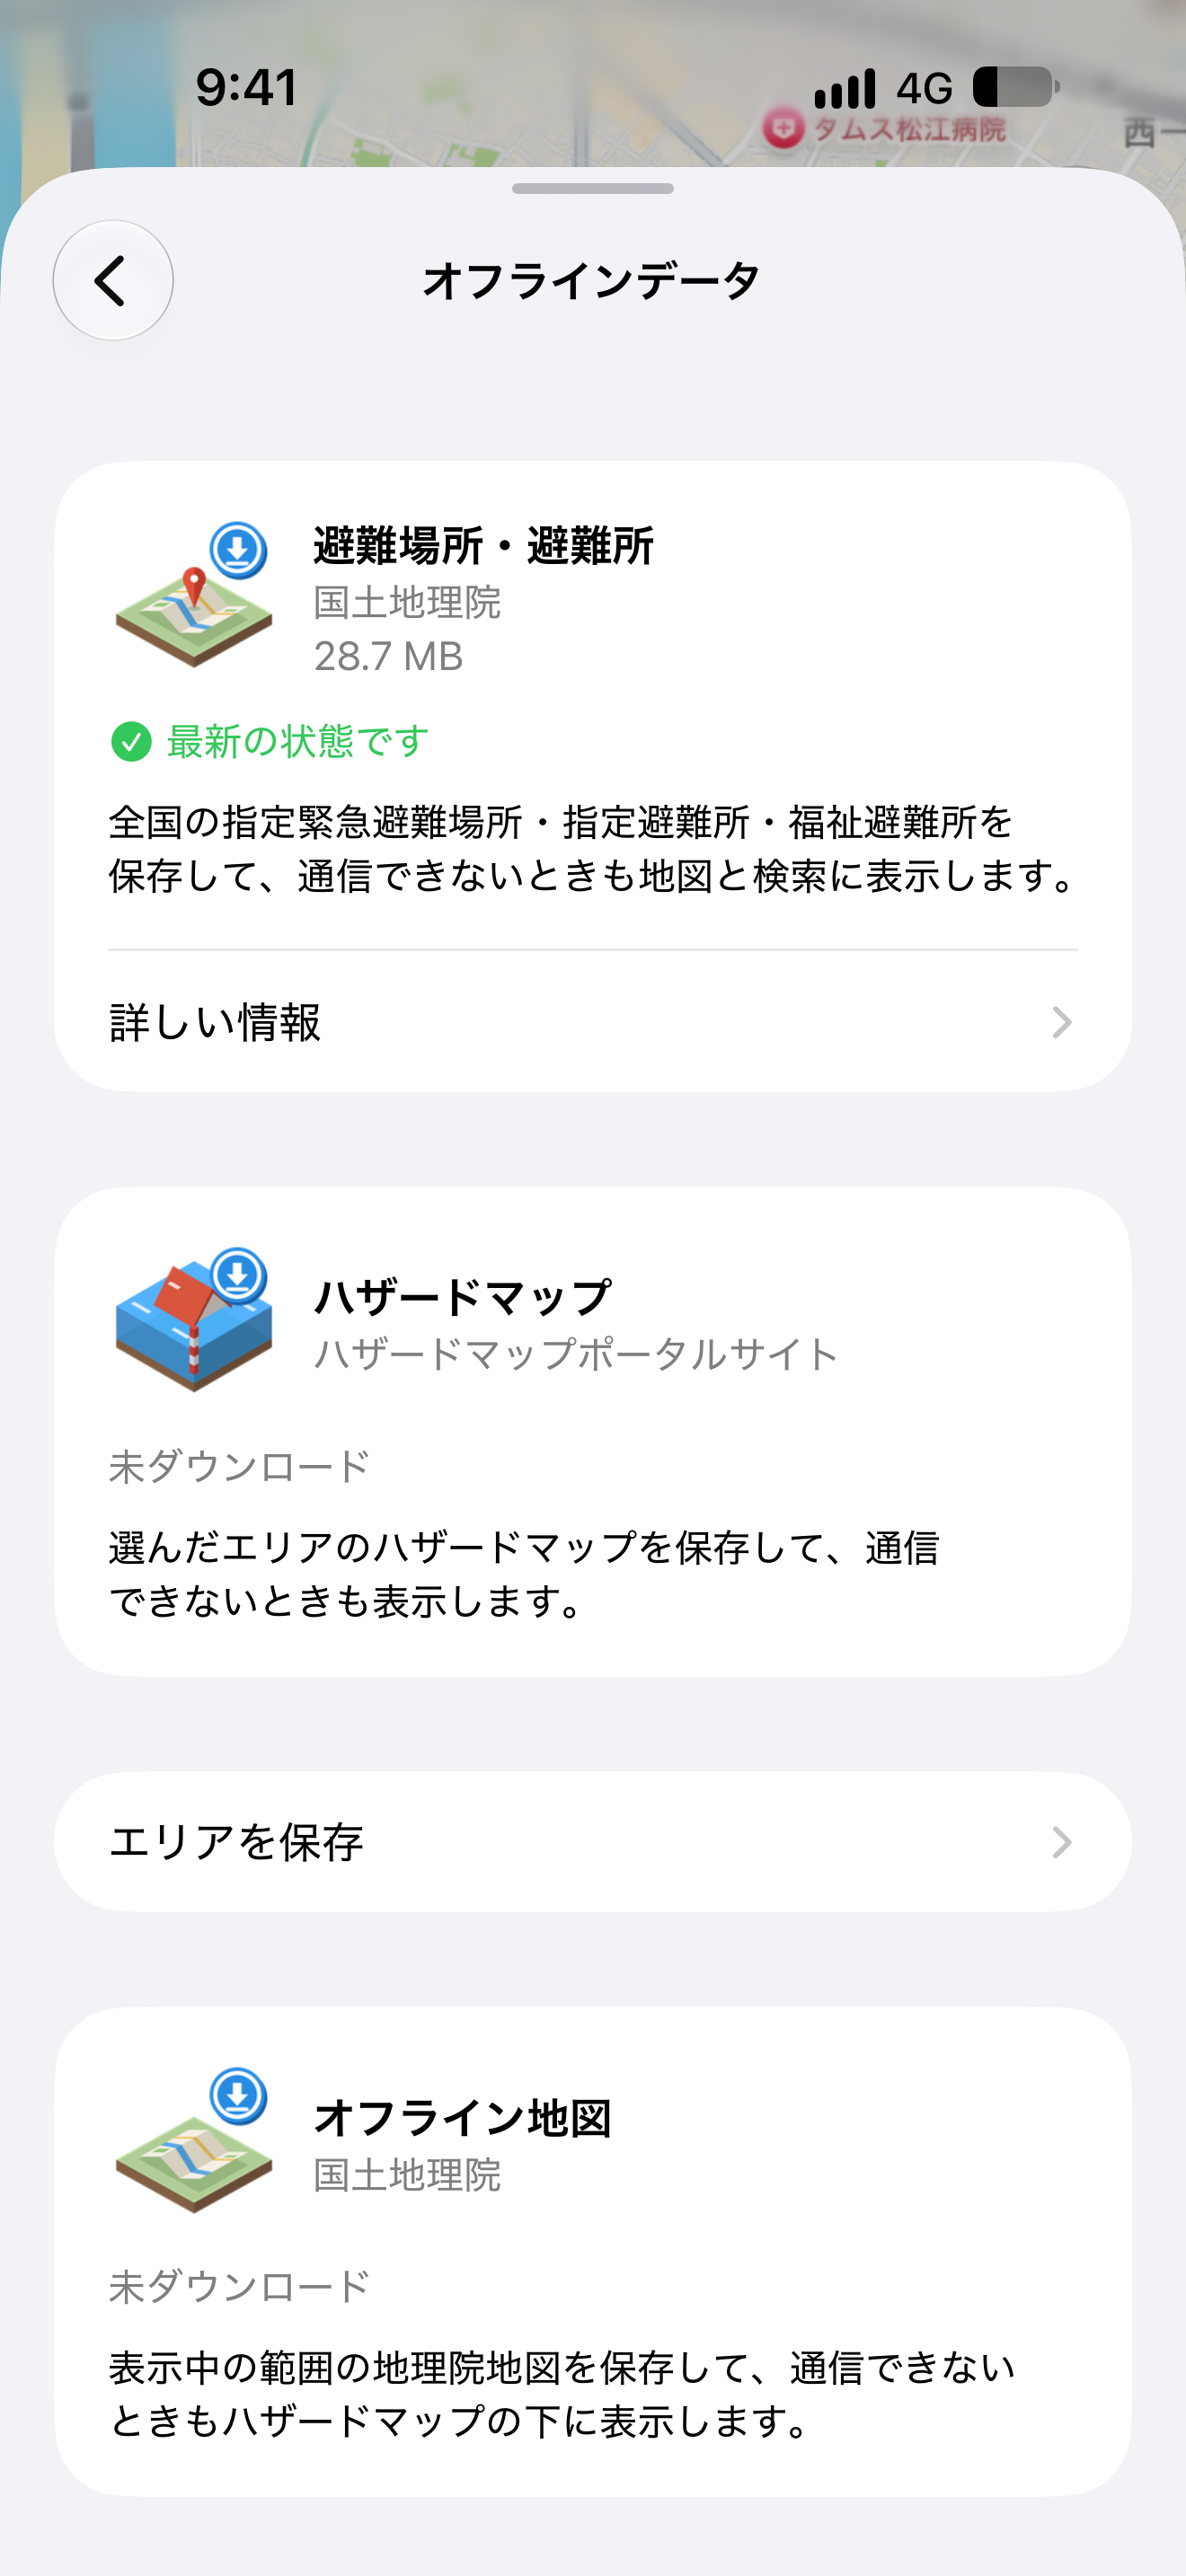 9:41
4G
タムス松江病院
西一
オフラインデータ
避難場所・避難所
国土地理院
28.7 MB
最新の状態です
全国の指定緊急避難場所・指定避難所・福祉避難所を
保存して、通信できないときも地図と検索に表示します。
詳しい情報
ハザードマップ
ハザードマップポータルサイト
未ダウンロード
選んだエリアのハザードマップを保存して、通信
できないときも表示します。
エリアを保存
オフライン地図
国土地理院
未ダウンロード
表示中の範囲の地理院地図を保存して、通信できない
ときもハザードマップの下に表示します。